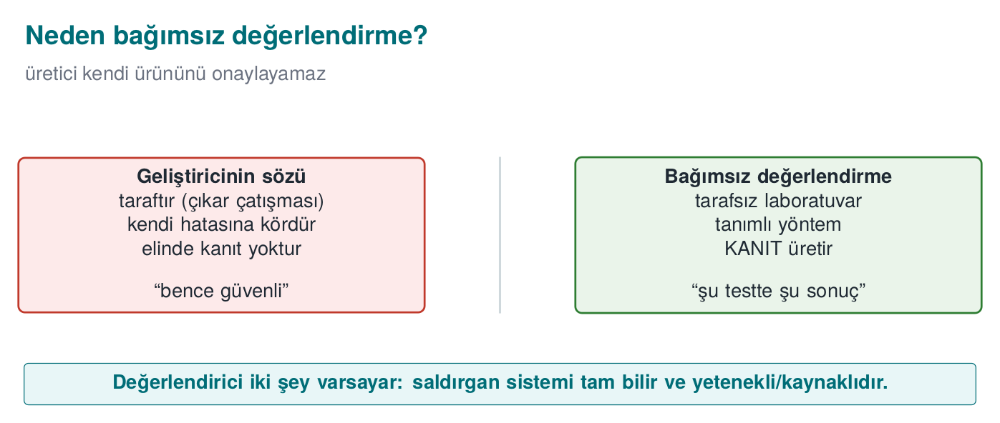 Neden bağımsız değerlendirme?
üretici kendi ürününü onaylayamaz
Geliştiricinin sözü
taraftır (çıkar çatışması)
kendi hatasına kördür
elinde kanıt yoktur
“bence güvenli”
Bağımsız değerlendirme
tarafsız laboratuvar
tanımlı yöntem
KANIT üretir
“şu testte şu sonuç”
Değerlendirici iki şey varsayar: saldırgan sistemi tam bilir ve yetenekli/kaynaklıdır.